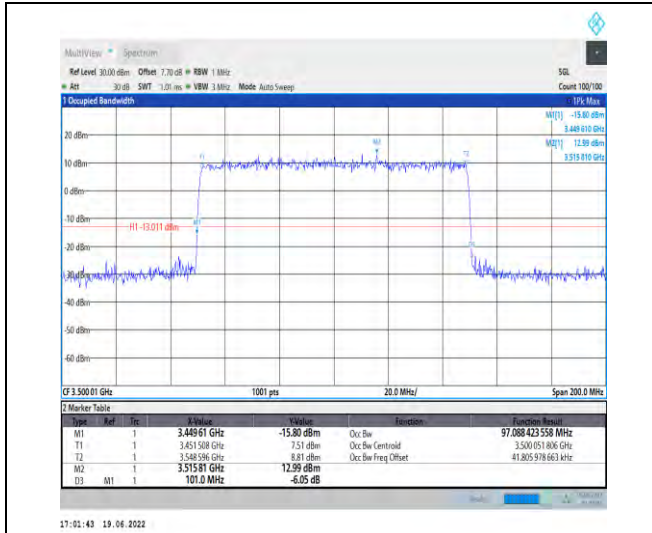 MultiView Spectrum
Ref Level 30.00 dBm Offset 7.70 dB RBW 1 MHz SGL
Att 30 dB SWT 1.01 ms VBW 3 MHz Mode Auto Sweep Count 100/100
1 Occupied Bandwidth 1Pk Max
M1[1] -15.80 dBm
3.449 610 GHz
M2[1] 12.99 dBm
3.515 810 GHz
20 dBm
M2
T1
T2
10 dBm
0 dBm
-10 dBm
M1
H1 -13.011 dBm
-20 dBm
D3
-30 dBm
-40 dBm
-50 dBm
-60 dBm
CF 3.500 01 GHz 1001 pts 20.0 MHz/ Span 200.0 MHz
2 Marker Table
Type Ref Trc X-Value Y-Value Function Function Result
M1 1 3.449 61 GHz -15.80 dBm Occ Bw 97.088 423 558 MHz
T1 1 3.451 508 GHz 7.51 dBm Occ Bw Centroid 3.500 051 806 GHz
T2 1 3.548 596 GHz 8.81 dBm Occ Bw Freq Offset 41.805 978 663 kHz
M2 1 3.515 81 GHz 12.99 dBm
D3 M1 1 101.0 MHz -6.05 dB
17:01:43 19.06.2022